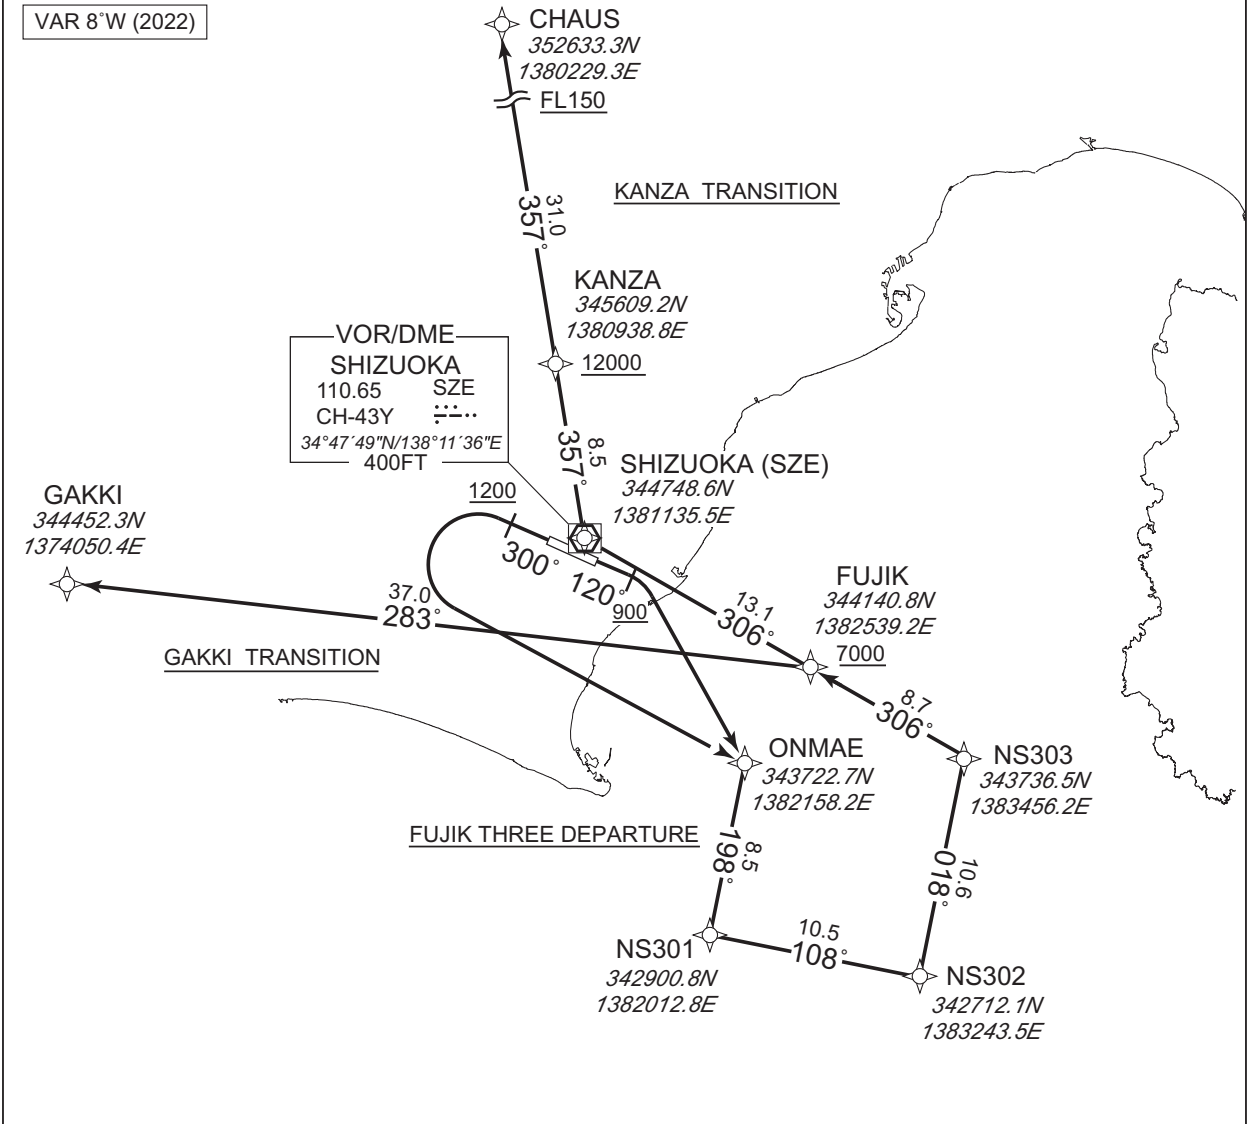 VAR 8˚W (2022)
CHAUS
352633.3N
1380229.3E
FL150
KANZA TRANSITION
31.0
357°
KANZA
345609.2N
1380938.8E
12000
VOR/DME
SHIZUOKA
110.65 SZE
CH-43Y
34°47´49"N/138°11´36"E
400FT
8.5
357°
SHIZUOKA (SZE)
344748.6N
1381135.5E
GAKKI
344452.3N
1374050.4E
1200
300°
120°
900
FUJIK
344140.8N
1382539.2E
7000
13.1
306°
37.0
283°
GAKKI TRANSITION
8.7
306°
ONMAE
343722.7N
1382158.2E
NS303
343736.5N
1383456.2E
FUJIK THREE DEPARTURE
8.5
198°
10.6
018°
10.5
108°
NS301
342900.8N
1382012.8E
NS302
342712.1N
1383243.5E